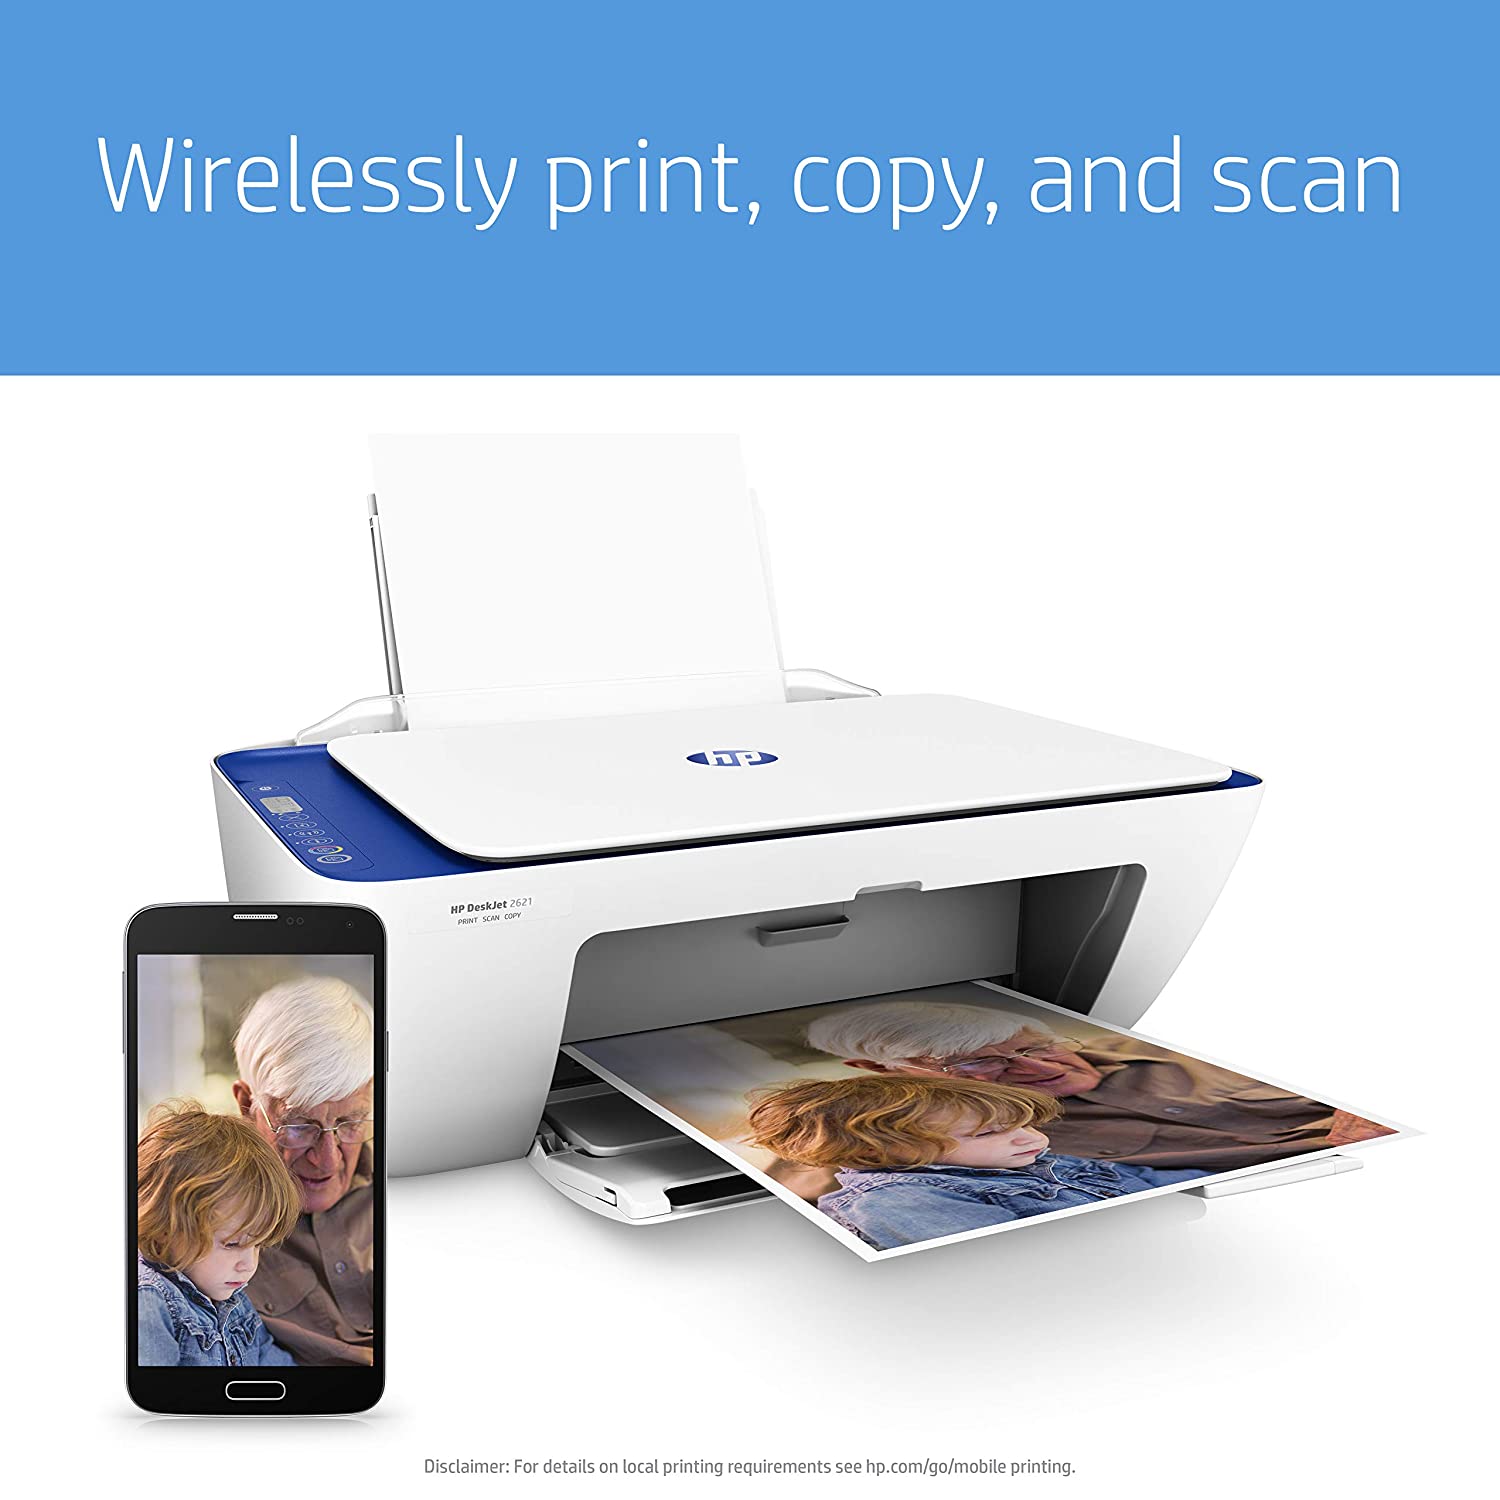 Wirelessly print, copy, and scan
hp
HP DeskJet 2621
PRINT SCAN COPY
Disclaimer: For details on local printing requirements see hp.com/go/mobile printing.